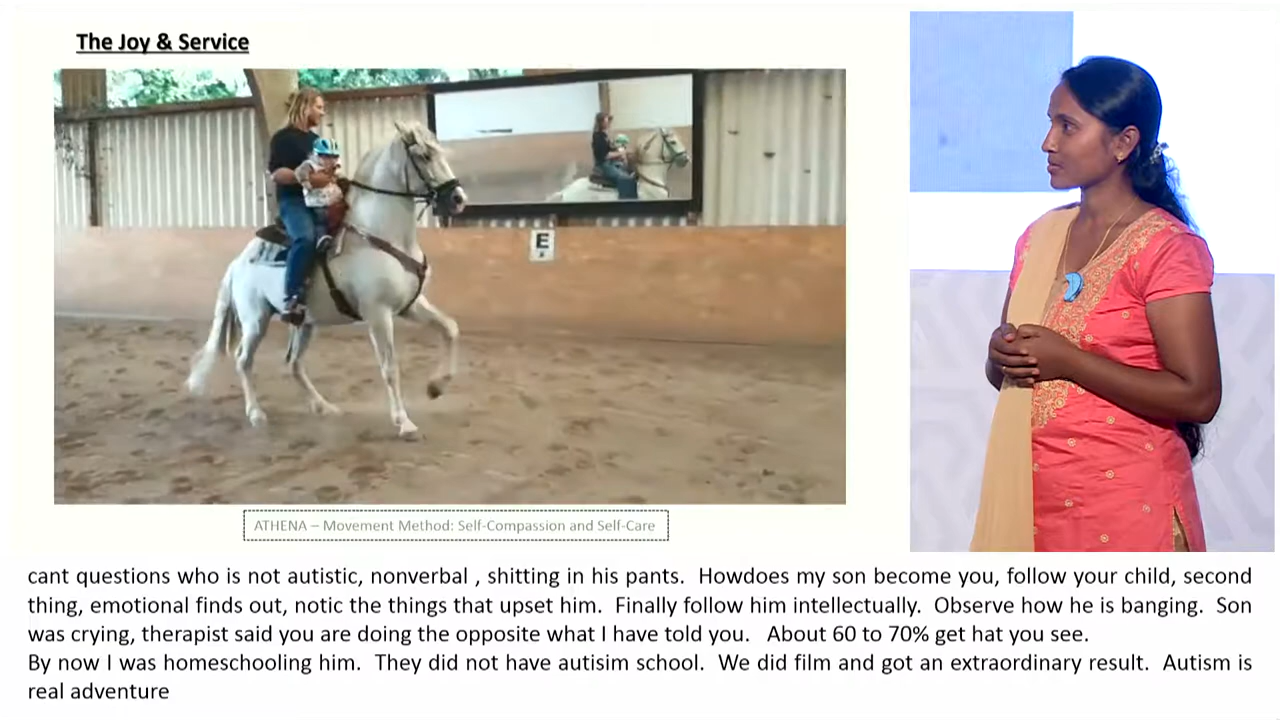 The Joy & Service
E
ATHENA – Movement Method: Self-Compassion and Self-Care
cant questions who is not autistic, nonverbal , shitting in his pants.  Howdoes my son become you, follow your child, second
thing, emotional finds out, notic the things that upset him.  Finally follow him intellectually.  Observe how he is banging.  Son
was crying, therapist said you are doing the opposite what I have told you.   About 60 to 70% get hat you see.
By now I was homeschooling him.  They did not have autisim school.  We did film and got an extraordinary result.  Autism is
real adventure